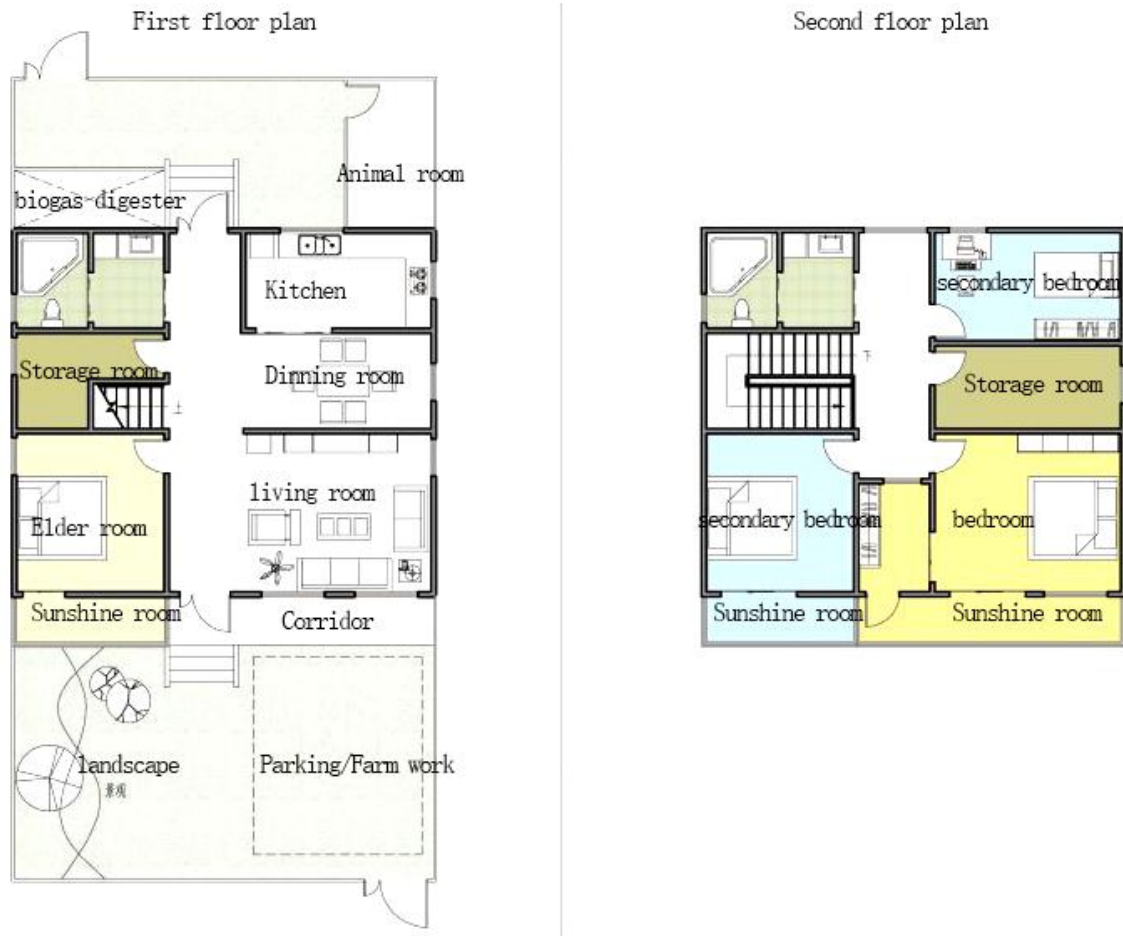 First floor plan
Animal room
biogas digester
Kitchen
Storage room
Dinning room
上
living room
Elder room
Sunshine room
Corridor
landscape
景观
Parking/Farm work
Second floor plan
secondary bedroom
下
Storage room
secondary bedroom
bedroom
Sunshine room
Sunshine room